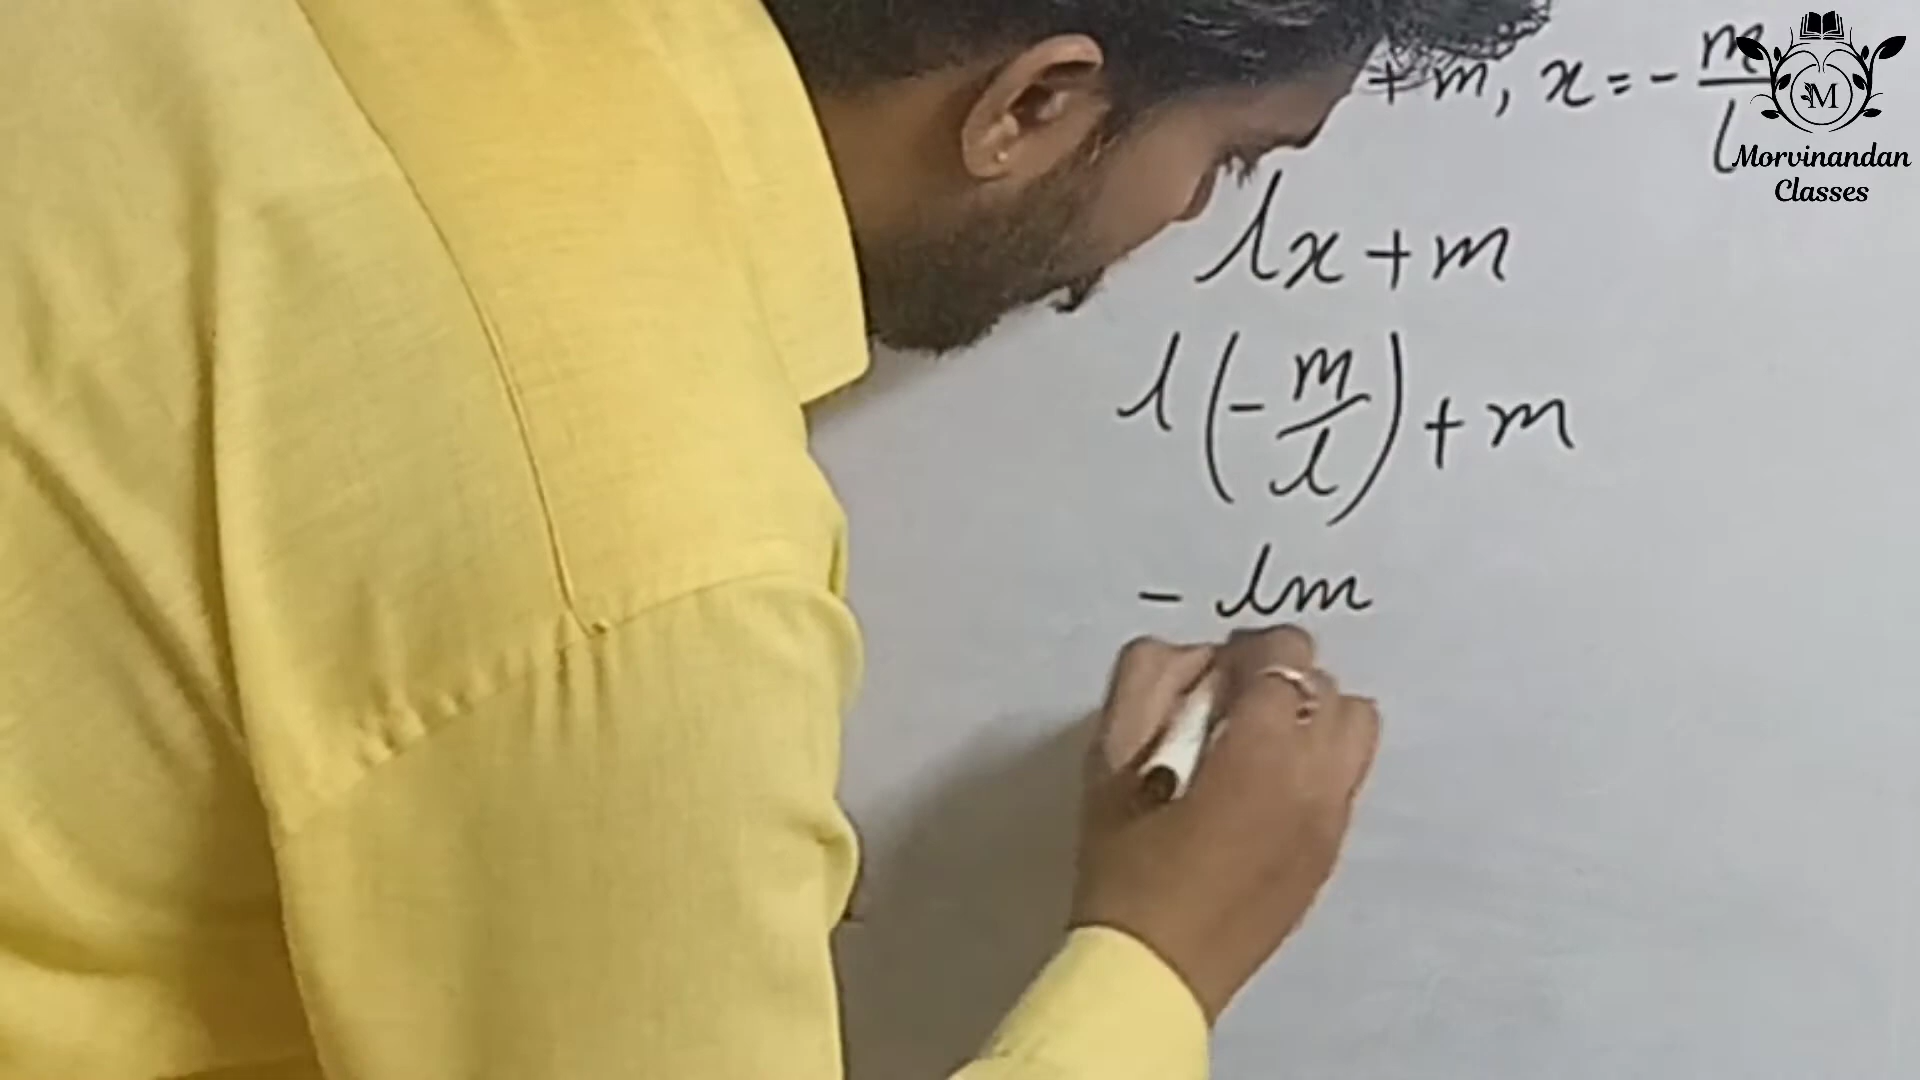 +m, x = - m/l
M
Morvinandan
Classes
lx + m
l(- m/l) + m
- lm